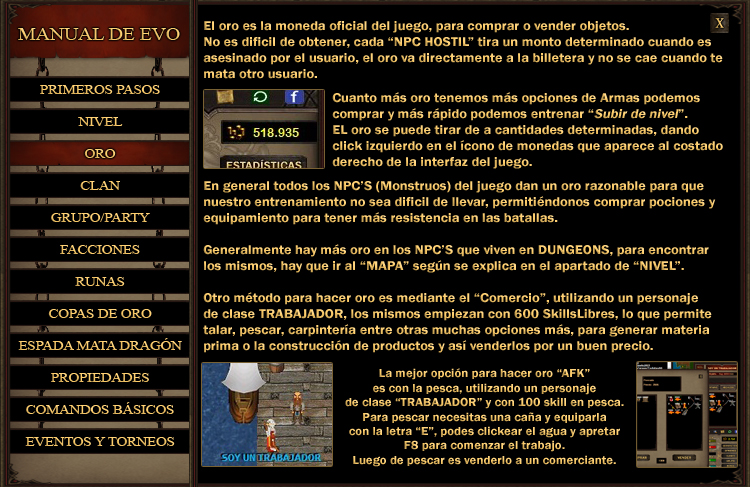 MANUAL DE EVO
PRIMEROS PASOS
NIVEL
ORO
CLAN
GRUPO/PARTY
FACCIONES
RUNAS
COPAS DE ORO
ESPADA MATA DRAGÓN
PROPIEDADES
COMANDOS BÁSICOS
EVENTOS Y TORNEOS
X
El oro es la moneda oficial del juego, para comprar o vender objetos.
No es dificil de obtener, cada “NPC HOSTIL” tira un monto determinado cuando es
asesinado por el usuario, el oro va directamente a la billetera y no se cae cuando te
mata otro usuario.
f
518.935
ESTADÍSTICAS
Cuanto más oro tenemos más opciones de Armas podemos
comprar y más rápido podemos entrenar “Subir de nivel”.
EL oro se puede tirar de a cantidades determinadas, dando
click izquierdo en el ícono de monedas que aparece al costado
derecho de la interfaz del juego.
En general todos los NPC’S (Monstruos) del juego dan un oro razonable para que
nuestro entrenamiento no sea dificil de llevar, permitiéndonos comprar pociones y
equipamiento para tener más resistencia en las batallas.
Generalmente hay más oro en los NPC’S que viven en DUNGEONS, para encontrar
los mismos, hay que ir al “MAPA” según se explica en el apartado de “NIVEL”.
Otro método para hacer oro es mediante el “Comercio”, utilizando un personaje
de clase TRABAJADOR, los mismos empiezan con 600 SkillsLibres, lo que permite
talar, pescar, carpintería entre otras muchas opciones más, para generar materia
prima o la construcción de productos y así venderlos por un buen precio.
SOY UN TRABAJADOR
La mejor opción para hacer oro “AFK”
es con la pesca, utilizando un personaje
de clase “TRABAJADOR” y con 100 skill en pesca.
Para pescar necesitas una caña y equiparla
con la letra “E”, podes clickear el agua y apretar
F8 para comenzar el trabajo.
Luego de pescar es venderlo a un comerciante.